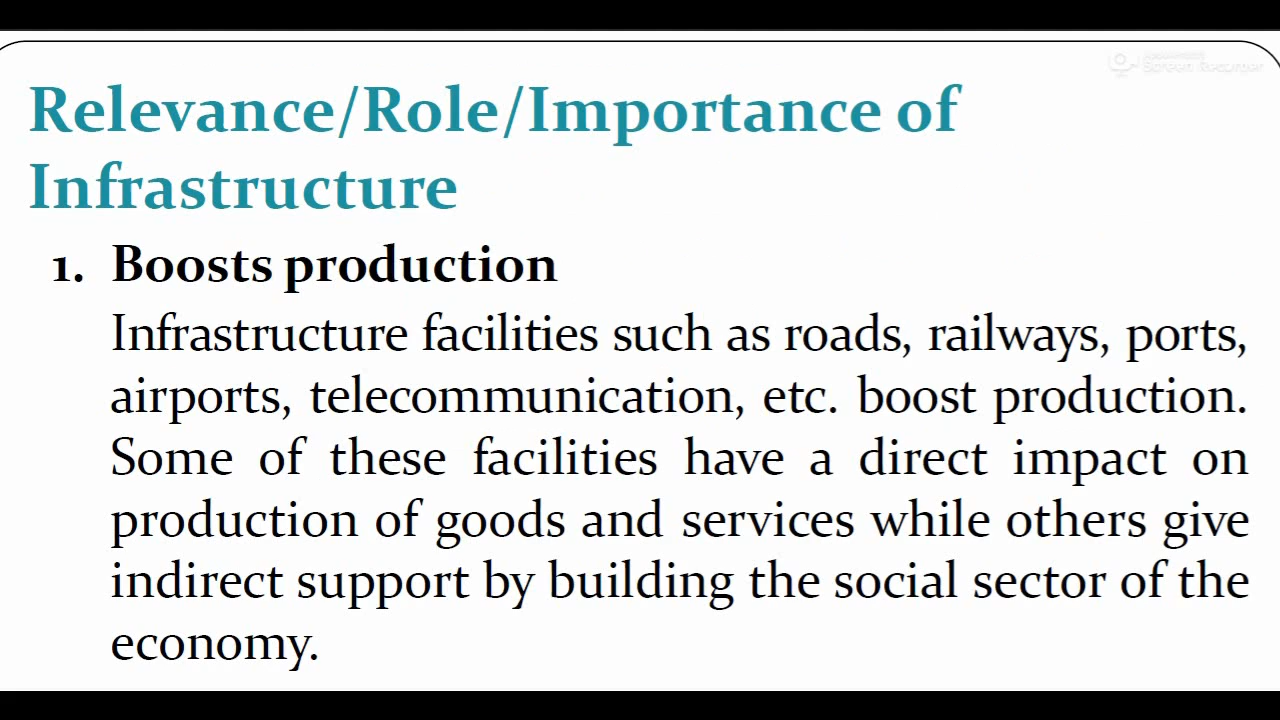 Screen Recorder
Relevance/Role/Importance of
Infrastructure
1. Boosts production
Infrastructure facilities such as roads, railways, ports,
airports, telecommunication, etc. boost production.
Some of these facilities have a direct impact on
production of goods and services while others give
indirect support by building the social sector of the
economy.